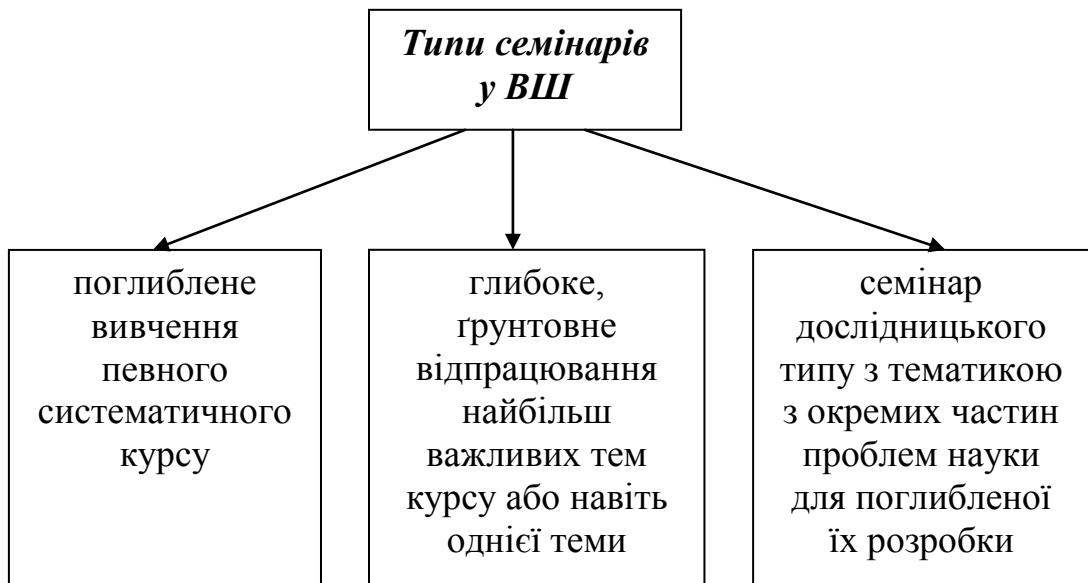 Типи семінарів
у ВШ
поглиблене
вивчення
певного
систематичного
курсу
глибоке,
ґрунтовне
відпрацювання
найбільш
важливих тем
курсу або навіть
однієї теми
семінар
дослідницького
типу з тематикою
з окремих частин
проблем науки
для поглибленої
їх розробки